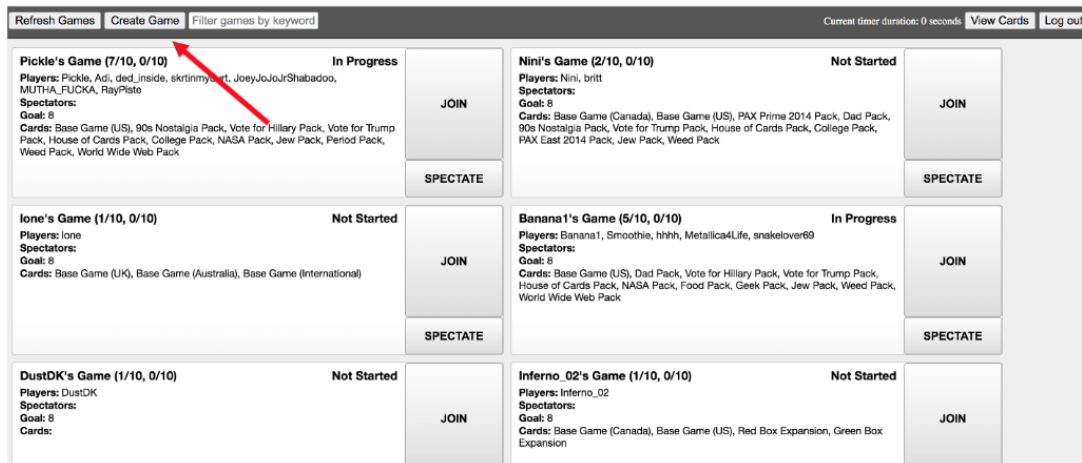 Refresh Games Create Game Filter games by keyword Current timer duration: 0 seconds View Cards Log out
Pickle's Game (7/10, 0/10) In Progress
Players: Pickle, Adi, ded_inside, JoeyJoJoJrShabadoo,
MUTHA_FUCKA, RayPiste
Spectators:
Goal: 8
Cards: Base Game (US), 90s Nostalgia Pack, Vote for Hillary Pack, Vote for Trump
Pack, House of Cards Pack, College Pack, NASA Pack, Jew Pack, Period Pack,
Weed Pack, World Wide Web Pack
JOIN
SPECTATE
Nini's Game (2/10, 0/10) Not Started
Players: Nini, britt
Spectators:
Goal: 8
Cards: Base Game (Canada), Base Game (US), PAX Prime 2014 Pack, Dad Pack,
90s Nostalgia Pack, Vote for Trump Pack, House of Cards Pack, College Pack,
PAX East 2014 Pack, Jew Pack, Weed Pack
JOIN
SPECTATE
Ione's Game (1/10, 0/10) Not Started
Players: Ione
Spectators:
Goal: 8
Cards: Base Game (UK), Base Game (Australia), Base Game (International)
JOIN
SPECTATE
Banana1's Game (5/10, 0/10) In Progress
Players: Banana1, Smoothie, hhhh, Metallica4Life, snakelover69
Spectators:
Goal: 8
Cards: Base Game (US), Dad Pack, Vote for Hillary Pack, Vote for Trump Pack,
House of Cards Pack, NASA Pack, Food Pack, Geek Pack, Jew Pack, Weed Pack,
World Wide Web Pack
JOIN
SPECTATE
DustDK's Game (1/10, 0/10) Not Started
Players: DustDK
Spectators:
Goal: 8
Cards:
JOIN
Inferno_02's Game (1/10, 0/10) Not Started
Players: Inferno_02
Spectators:
Goal: 8
Cards: Base Game (Canada), Base Game (US), Red Box Expansion, Green Box
Expansion
JOIN